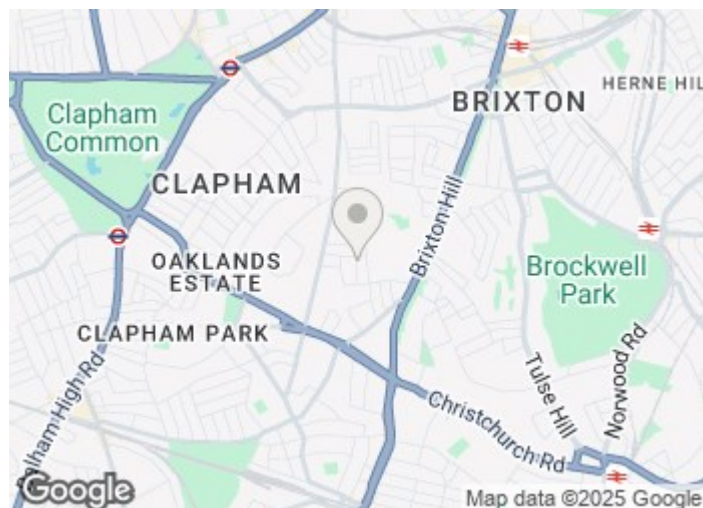 HERNE HIL
BRIXTON
Clapham
Common
CLAPHAM
Brixton Hill
OAKLANDS
ESTATE
Brockwell
Park
CLAPHAM PARK
Norwood Rd
Tulse Hill
Balham High Rd
Christchurch Rd
Google
Map data ©2025 Google